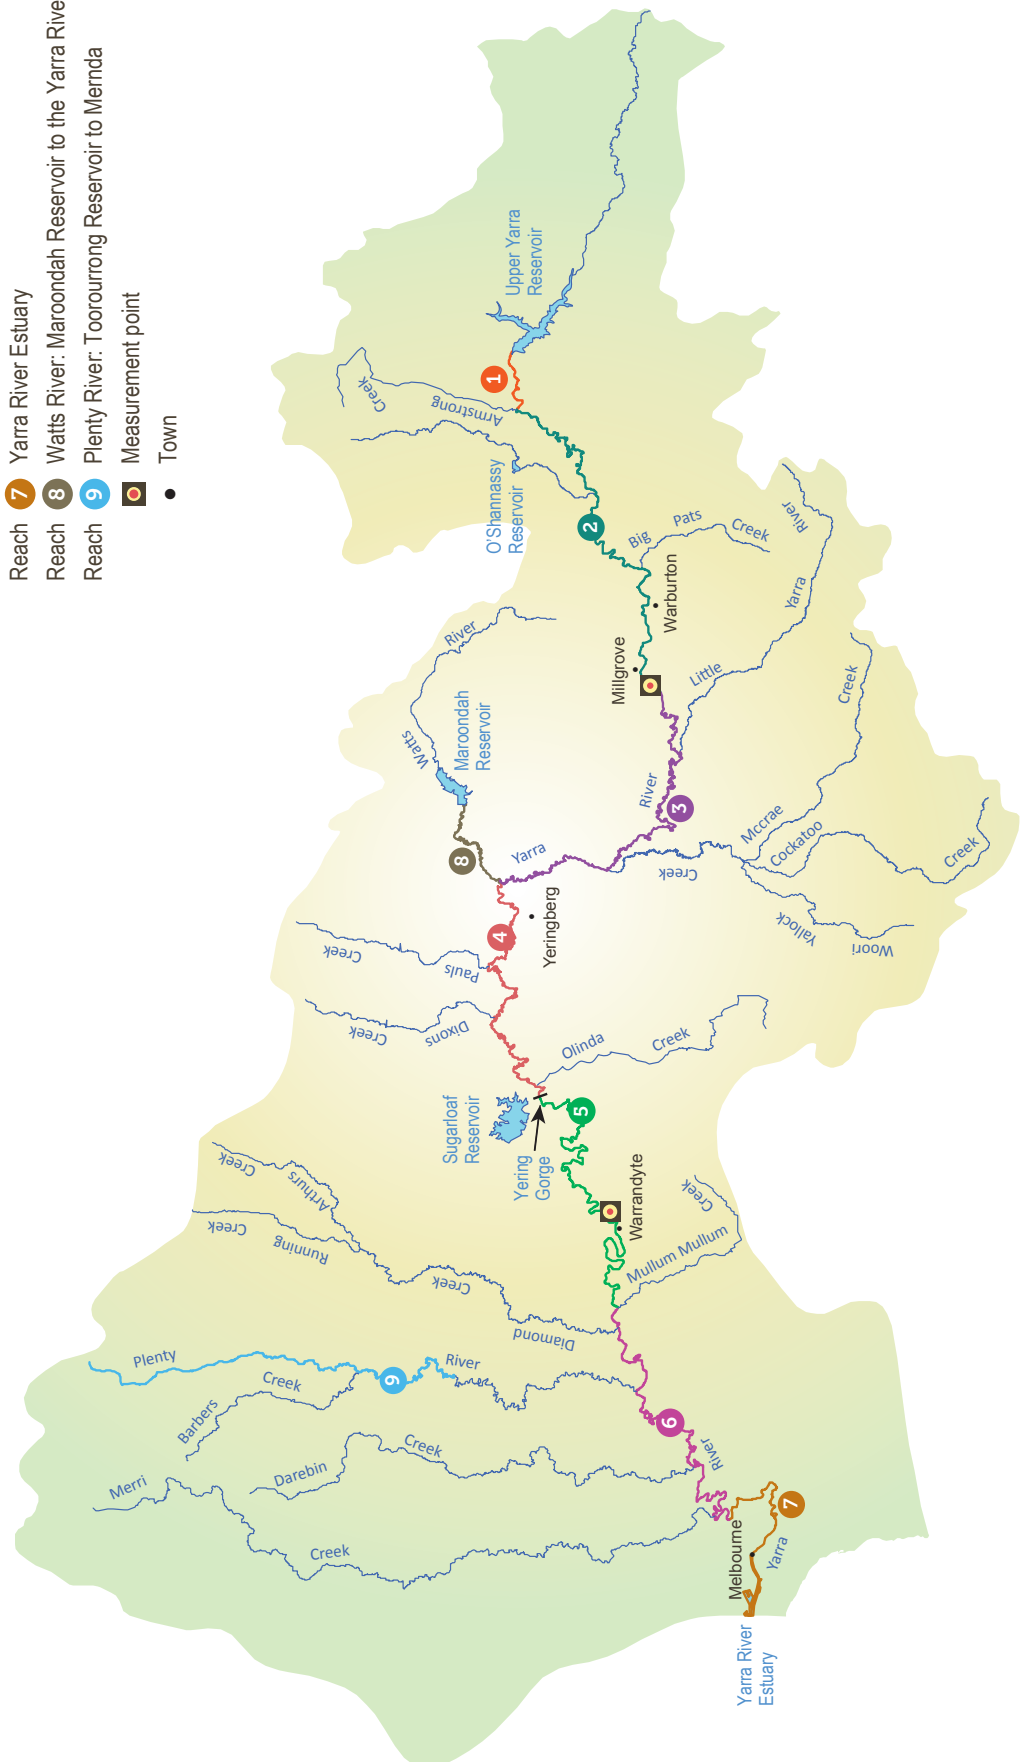 Reach 7 Yarra River Estuary
Reach 8 Watts River: Maroondah Reservoir to the Yarra Rive
Reach 9 Plenty River: Toorourrong Reservoir to Mernda
Measurement point
Town
Upper Yarra
Reservoir
1
Creek
Armstrong
O'Shannassy
Reservoir
2
Big
Pats
Creek
River
Yarra
Little
Warburton
Millgrove
River
Watts
Maroondah
Reservoir
8
River
3
Yarra
Creek
Mccrae
Creek
Cockatoo
Creek
Woori
Yallock
Yeringberg
4
Creek
Pauls
Creek
Dixons
Olinda
Creek
Sugarloaf
Reservoir
Yering
Gorge
5
Warrandyte
Creek
Mullum Mullum
Creek
Arthurs
Creek
Running
Creek
Diamond
Plenty
River
9
Creek
Barbers
Creek
Darebin
Merri
Creek
6
River
7
Melbourne
Yarra
Yarra River
Estuary